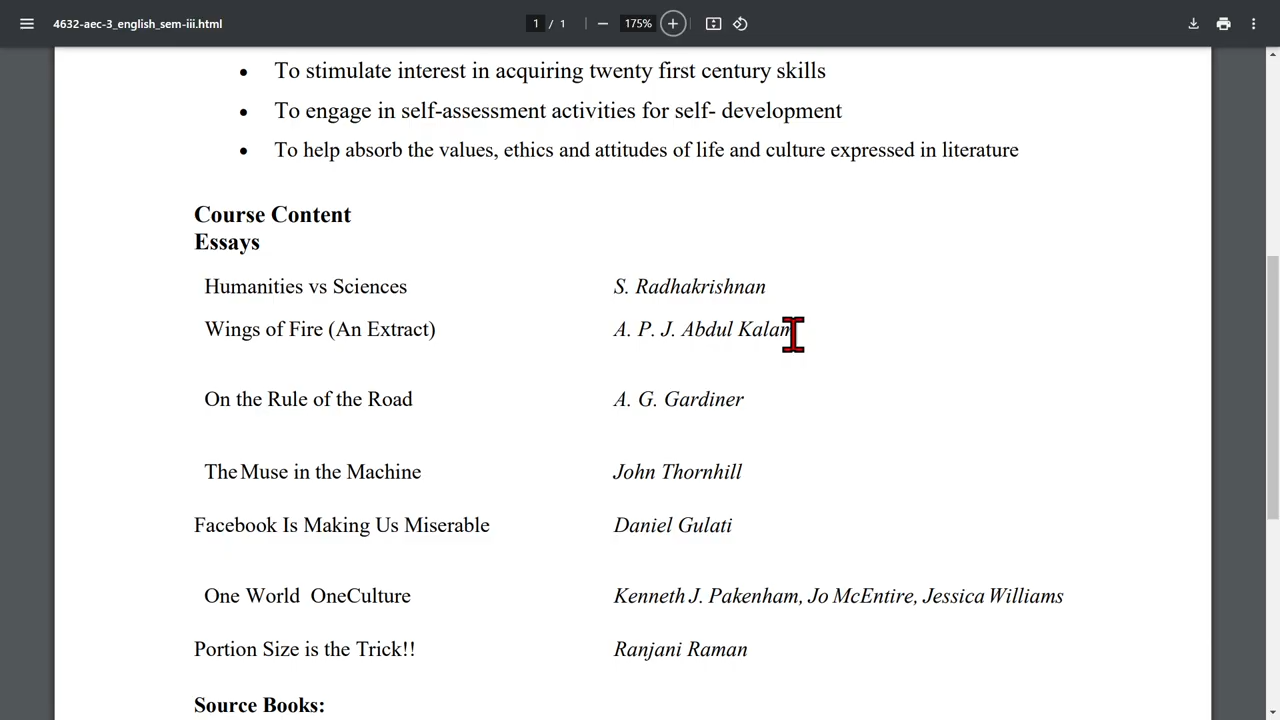 4632-aec-3_english_sem-iii.html 1 / 1 175%
• To stimulate interest in acquiring twenty first century skills
• To engage in self-assessment activities for self- development
• To help absorb the values, ethics and attitudes of life and culture expressed in literature
Course Content
Essays
Humanities vs Sciences S. Radhakrishnan
Wings of Fire (An Extract) A. P. J. Abdul Kalam
On the Rule of the Road A. G. Gardiner
The Muse in the Machine John Thornhill
Facebook Is Making Us Miserable Daniel Gulati
One World OneCulture Kenneth J. Pakenham, Jo McEntire, Jessica Williams
Portion Size is the Trick!! Ranjani Raman
Source Books: